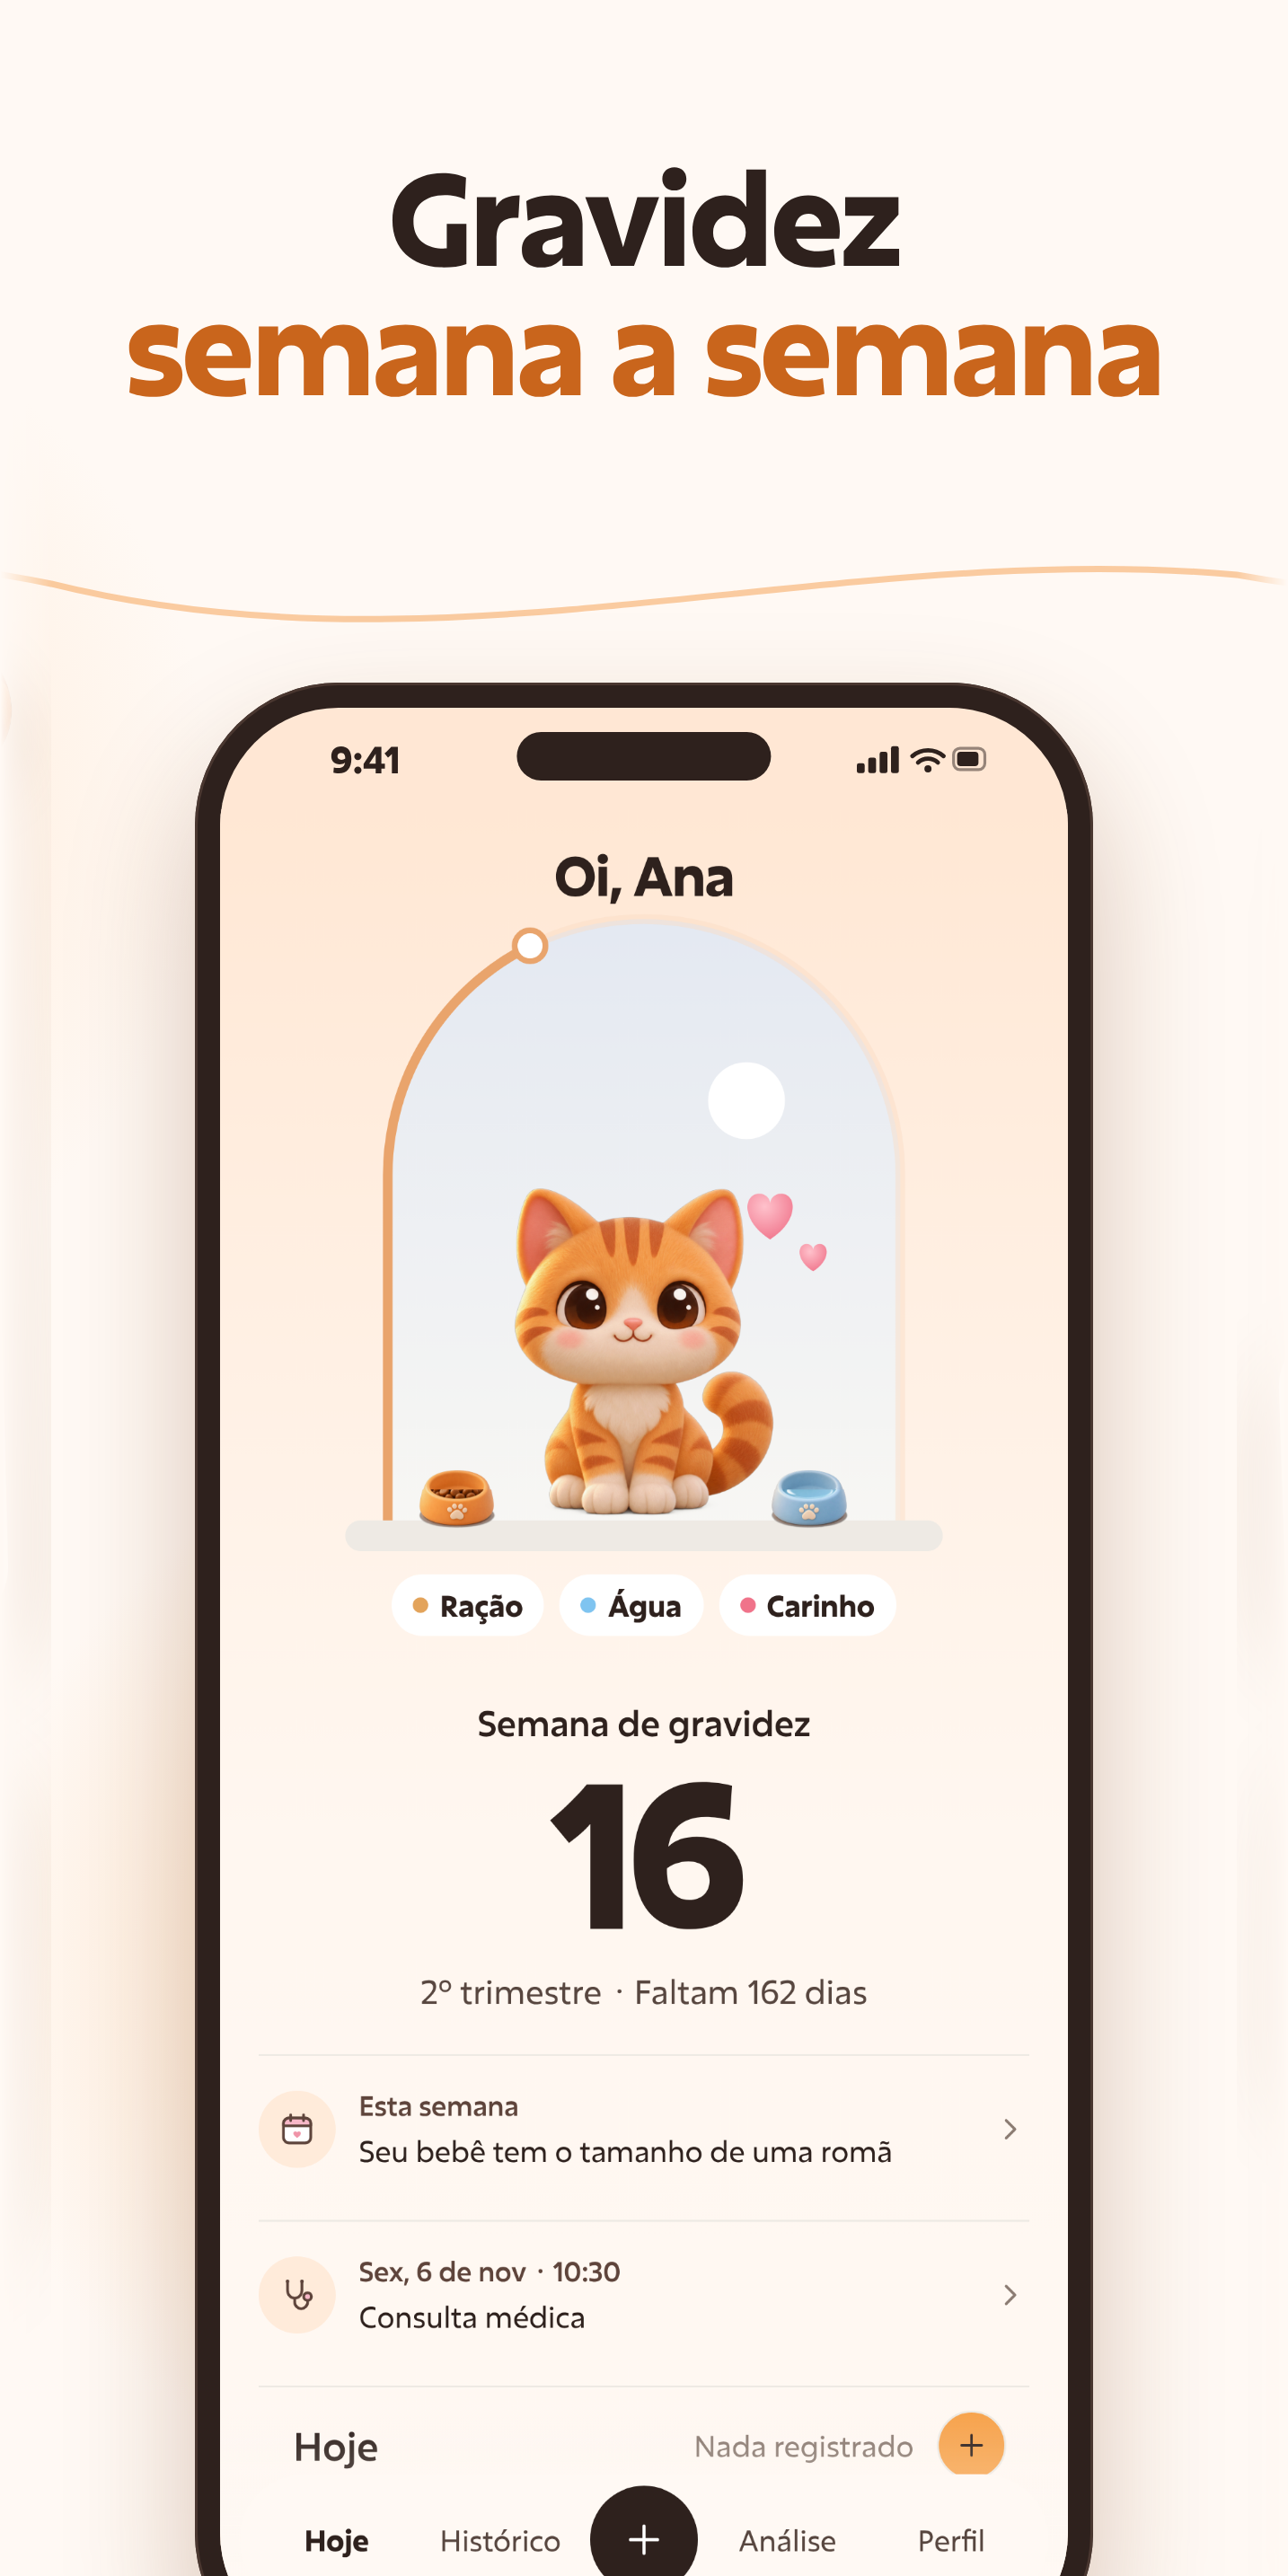 Gravidez
semana a semana
9:41
Oi, Ana
Ração
Água
Carinho
Semana de gravidez
16
2º trimestre · Faltam 162 dias
Esta semana
Seu bebê tem o tamanho de uma romã
Sex, 6 de nov · 10:30
Consulta médica
Hoje
Nada registrado
Hoje
Histórico
Análise
Perfil